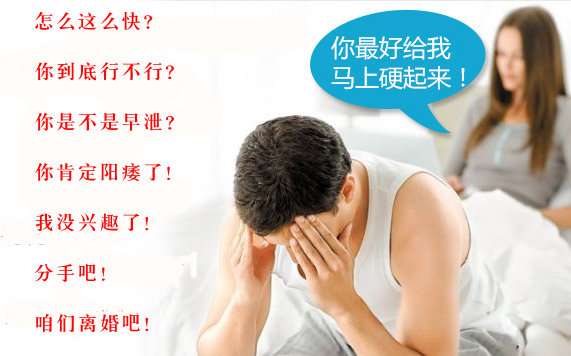 怎么这么快？
你到底行不行？
你是不是早泄？
你肯定阳痿了！
我没兴趣了！
分手吧！
咱们离婚吧！
你最好给我
马上硬起来！